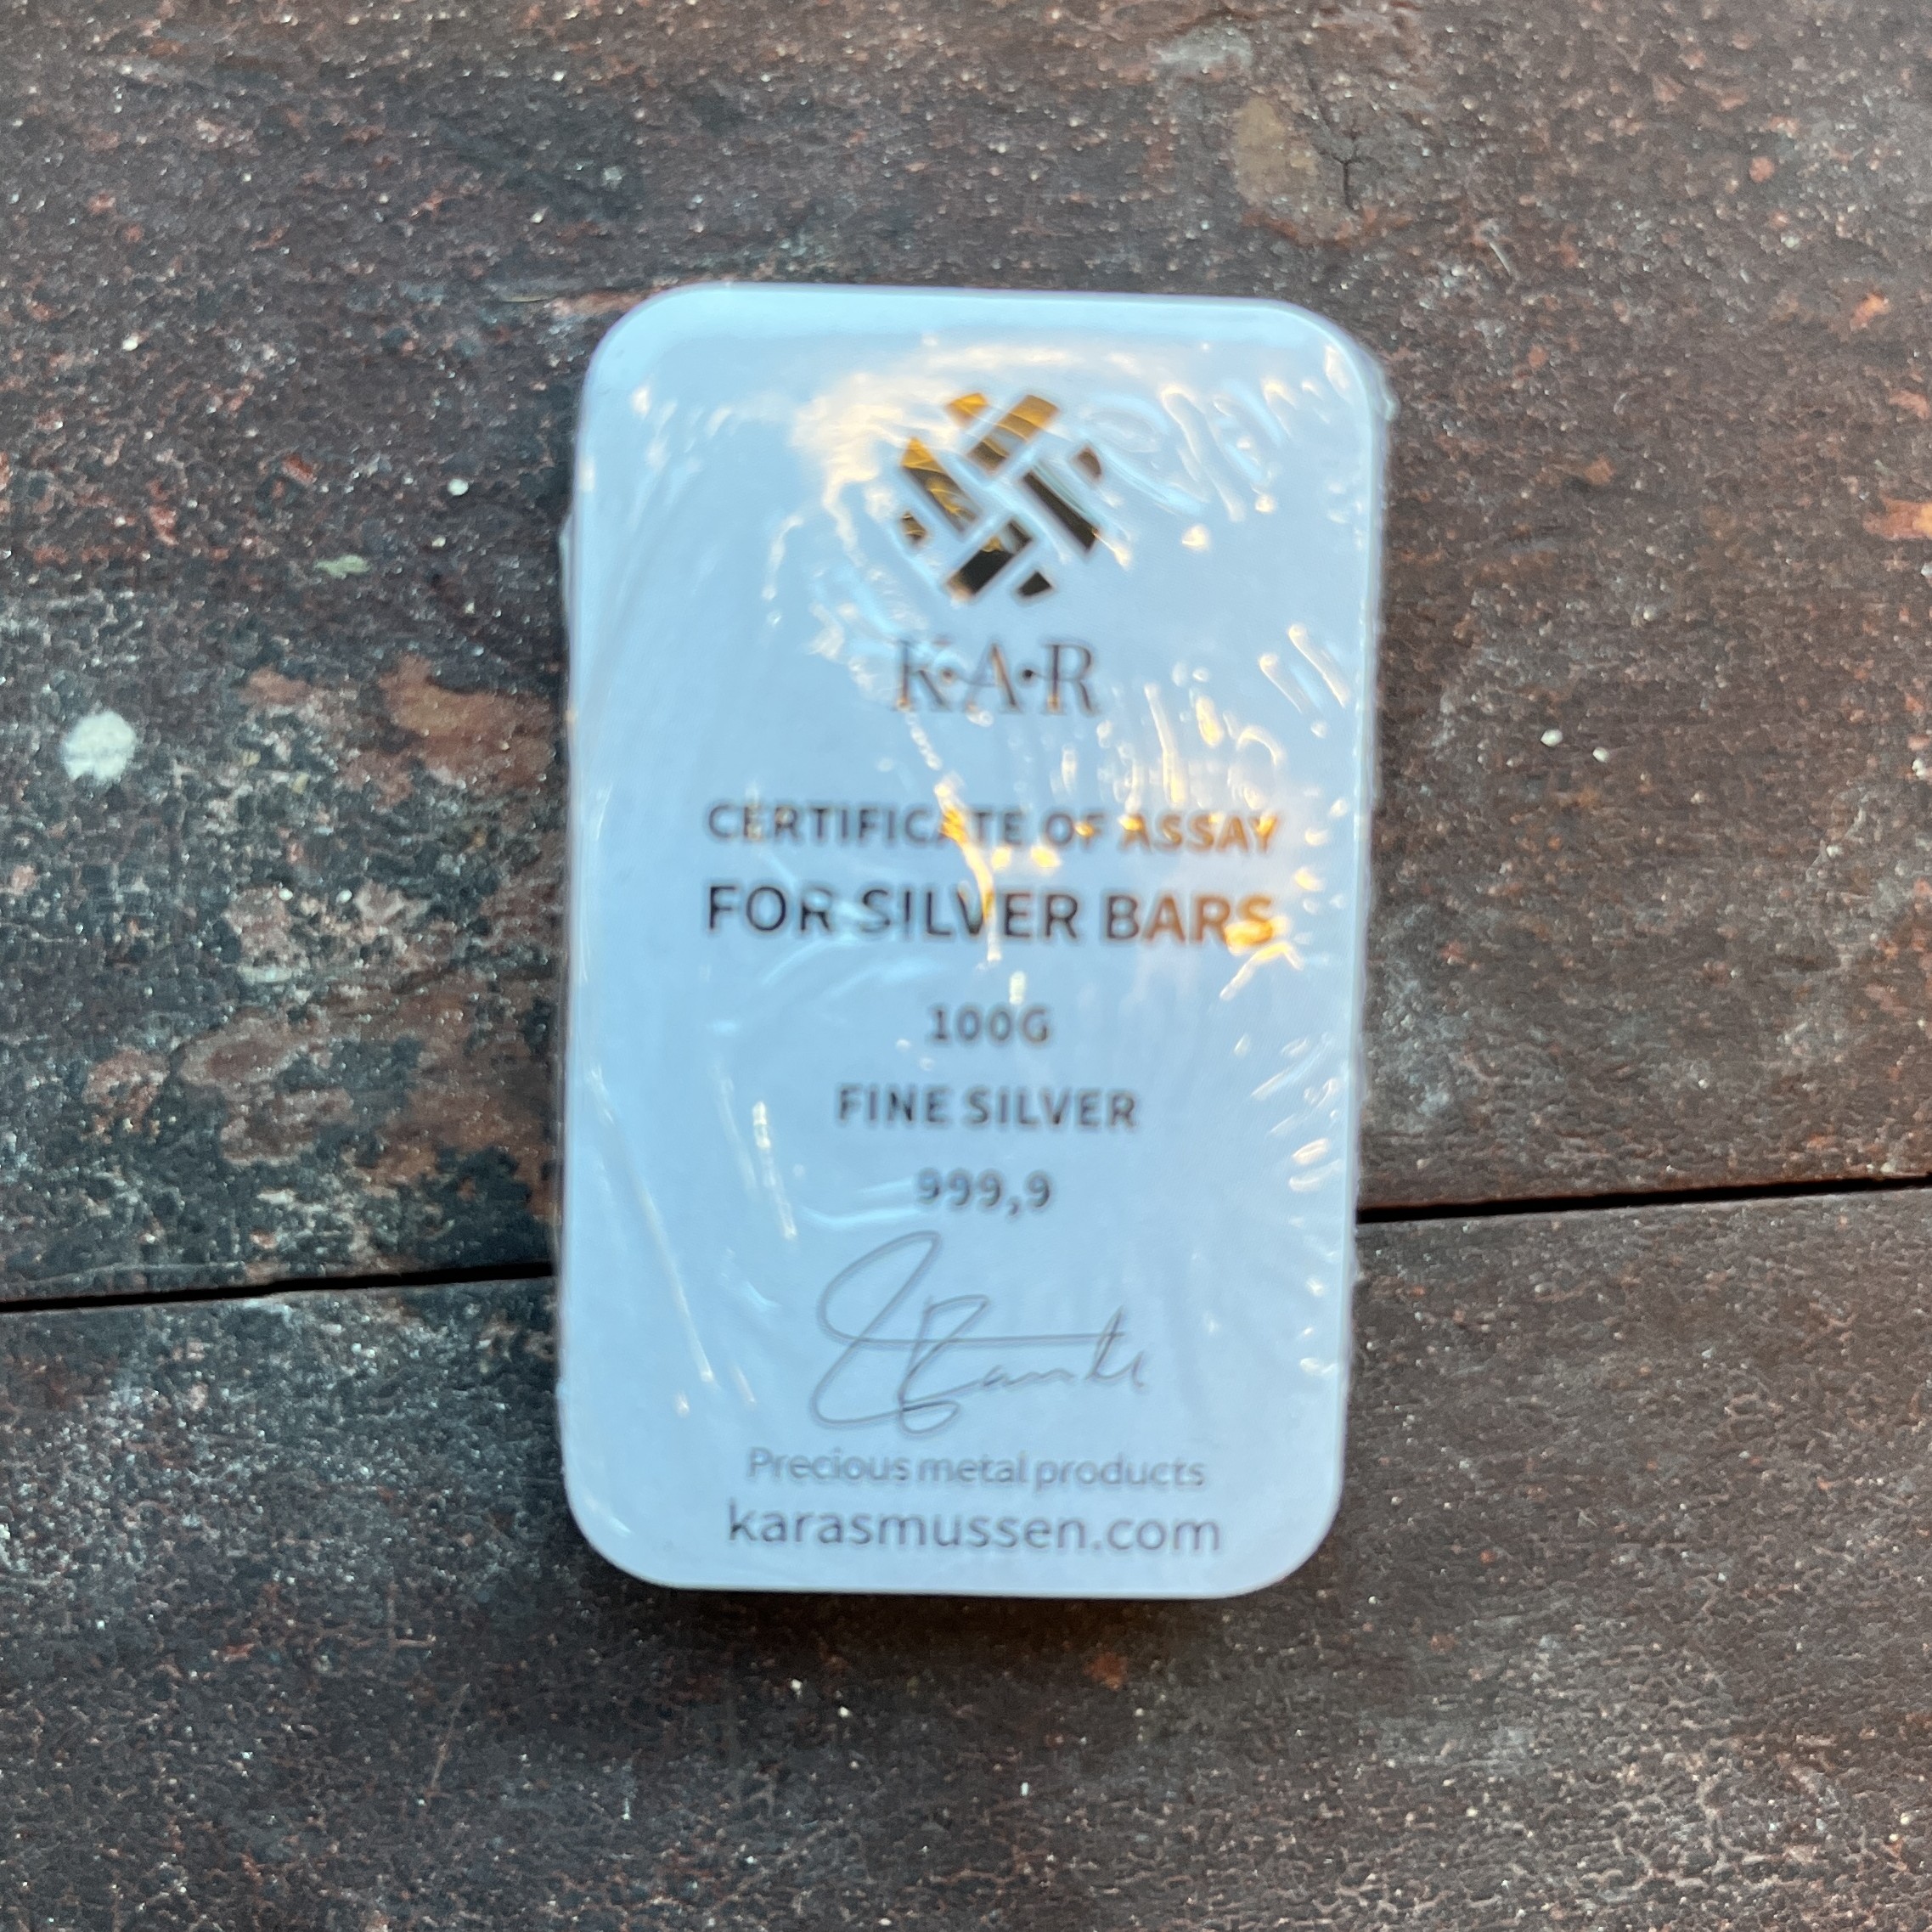 K·A·R
CERTIFICATE OF ASSAY
FOR SILVER BARS
100G
FINE SILVER
999,9
Precious metal products
karasmussen.com